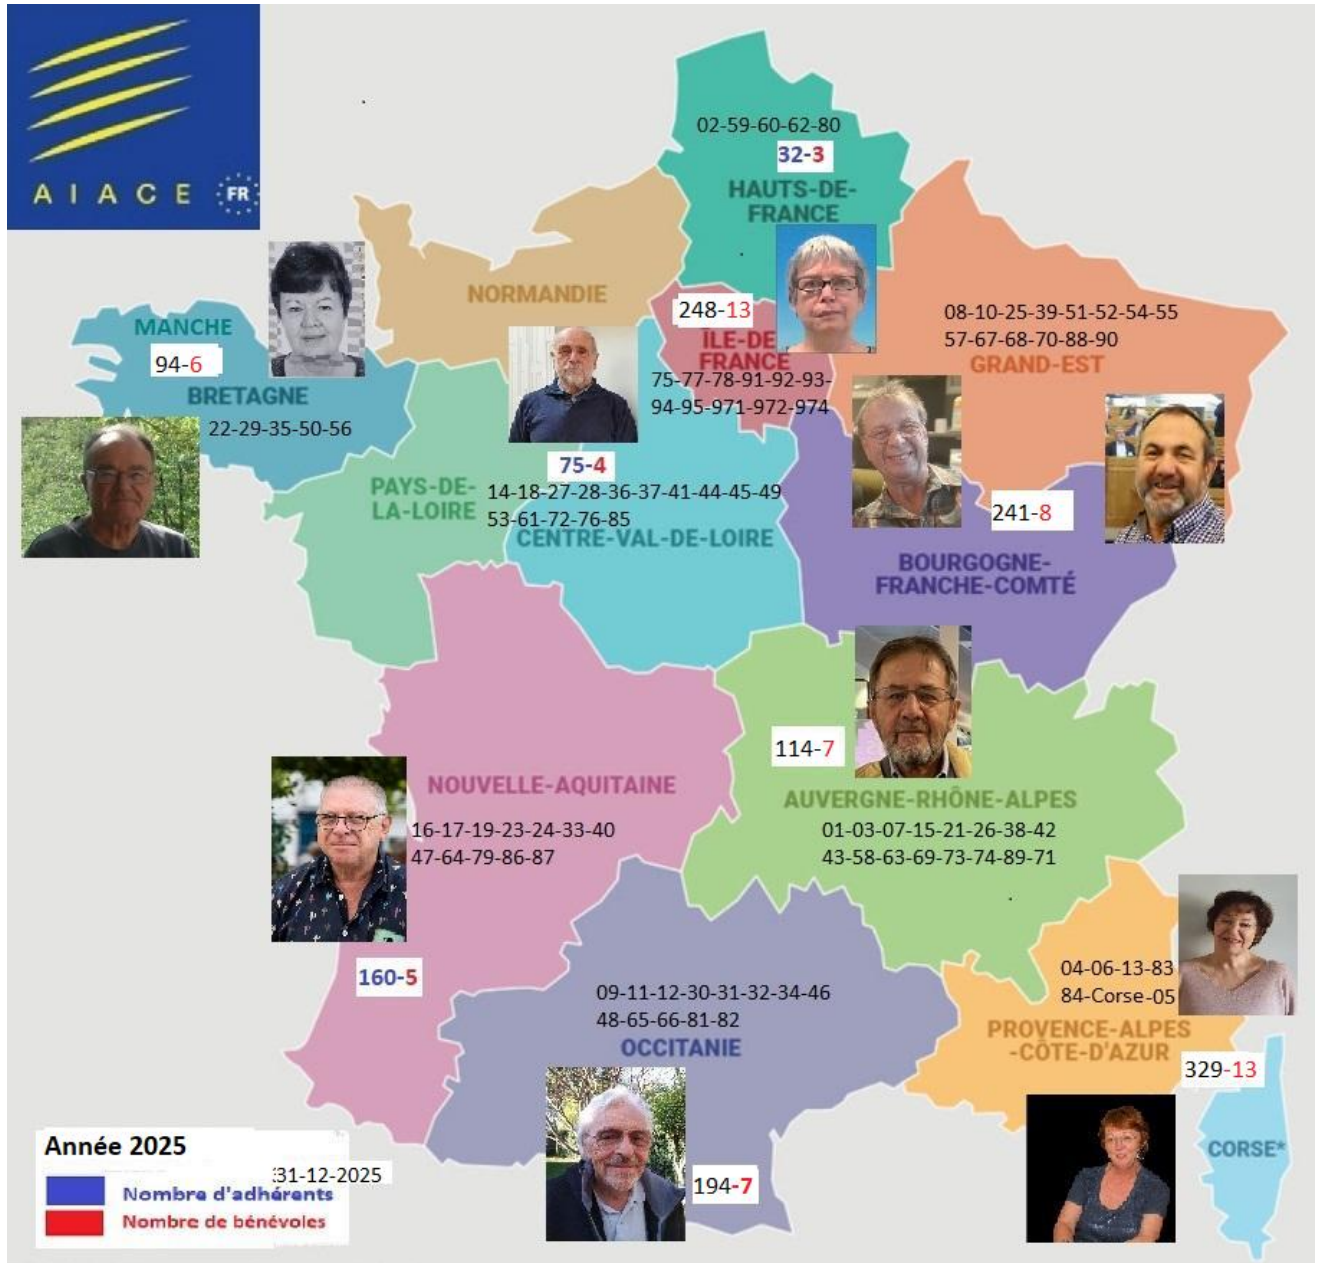 AIACE FR
02-59-60-62-80
32-3
HAUTS-DE-
FRANCE
NORMANDIE
248-13
ÎLE-DE
FRANCE
75-77-78-91-92-93-
94-95-971-972-974
08-10-25-39-51-52-54-55
57-67-68-70-88-90
GRAND-EST
MANCHE
94-6
BRETAGNE
22-29-35-50-56
75-4
PAYS-DE-
LA-LOIRE
14-18-27-28-36-37-41-44-45-49
53-61-72-76-85
CENTRE-VAL-DE-LOIRE
241-8
BOURGOGNE-
FRANCHE-COMTÉ
114-7
AUVERGNE-RHÔNE-ALPES
01-03-07-15-21-26-38-42
43-58-63-69-73-74-89-71
NOUVELLE-AQUITAINE
16-17-19-23-24-33-40
47-64-79-86-87
160-5
09-11-12-30-31-32-34-46
48-65-66-81-82
OCCITANIE
194-7
04-06-13-83
84-Corse-05
PROVENCE-ALPES
-CÔTE-D'AZUR
329-13
CORSE*
Année 2025
31-12-2025
Nombre d'adhérents
Nombre de bénévoles